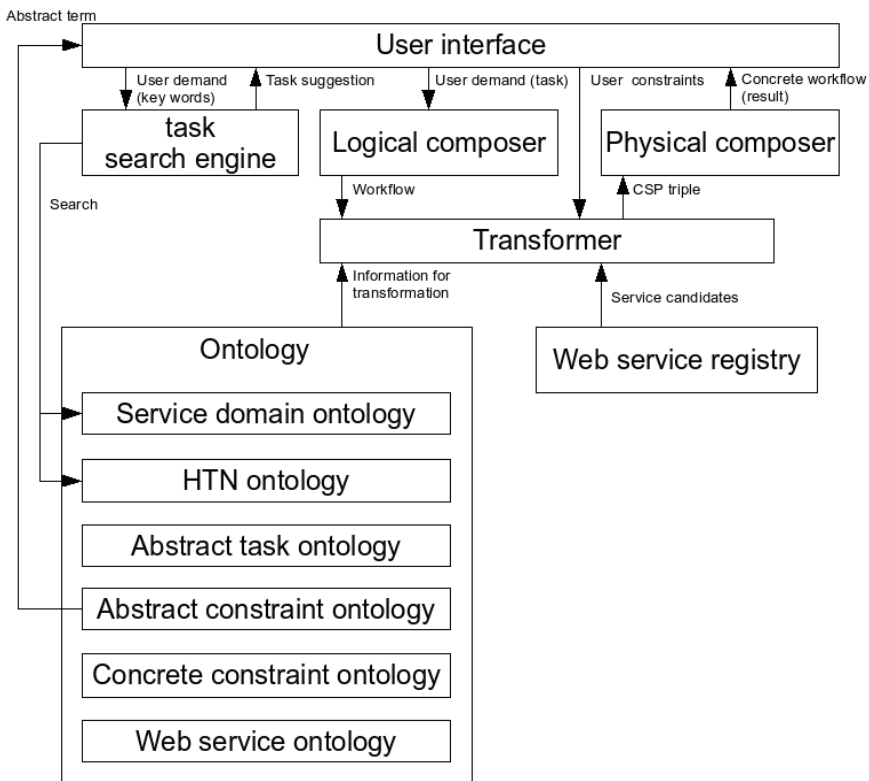 Abstract term
User interface
User demand
(key words)
Task suggestion
User demand (task)
User constraints
Concrete workflow
(result)
task
search engine
Logical composer
Physical composer
Search
Workflow
CSP triple
Transformer
Information for
transformation
Service candidates
Ontology
Web service registry
Service domain ontology
HTN ontology
Abstract task ontology
Abstract constraint ontology
Concrete constraint ontology
Web service ontology